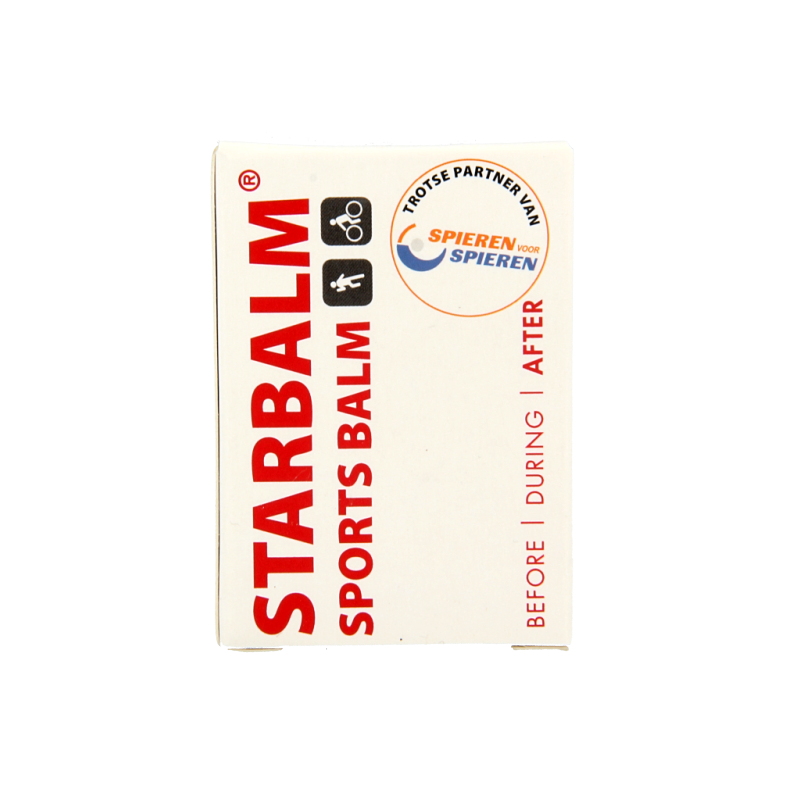 STARBALM®
SPORTS BALM
TROTSE PARTNER VAN
SPIEREN VOOR
SPIEREN
BEFORE | DURING | AFTER